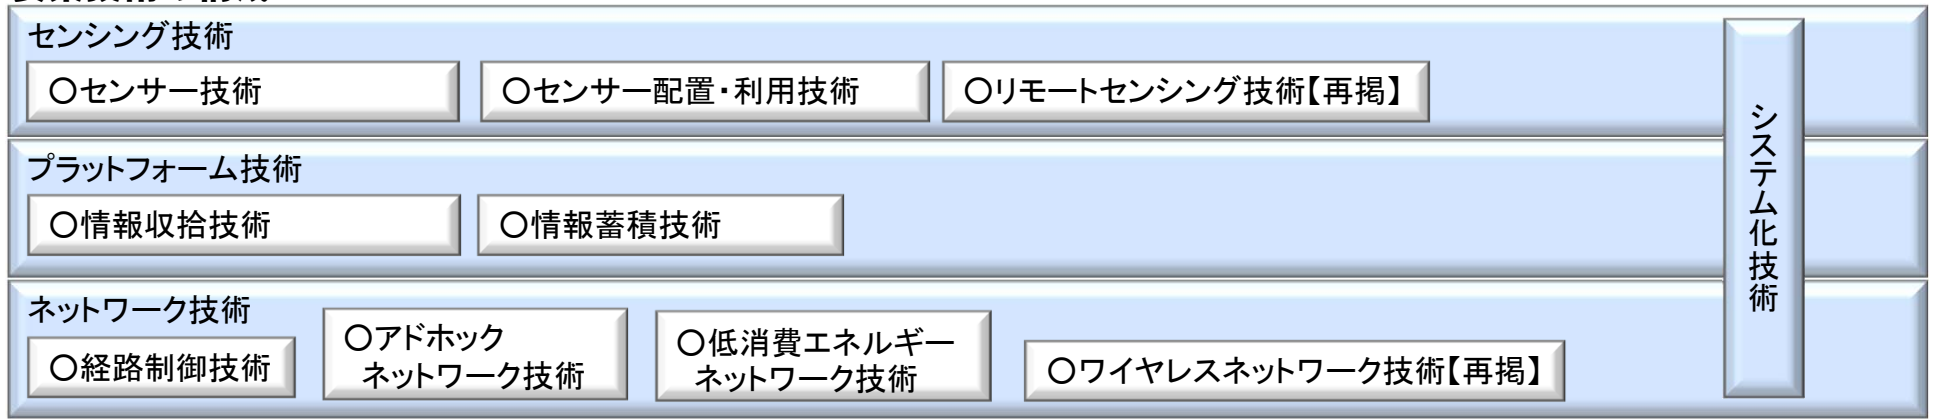 センシング技術
○センサー技術
○センサー配置・利用技術
○リモートセンシング技術【再掲】
プラットフォーム技術
○情報収拾技術
○情報蓄積技術
ネットワーク技術
○経路制御技術
○アドホック
ネットワーク技術
○低消費エネルギー
ネットワーク技術
○ワイヤレスネットワーク技術【再掲】
システム化技術